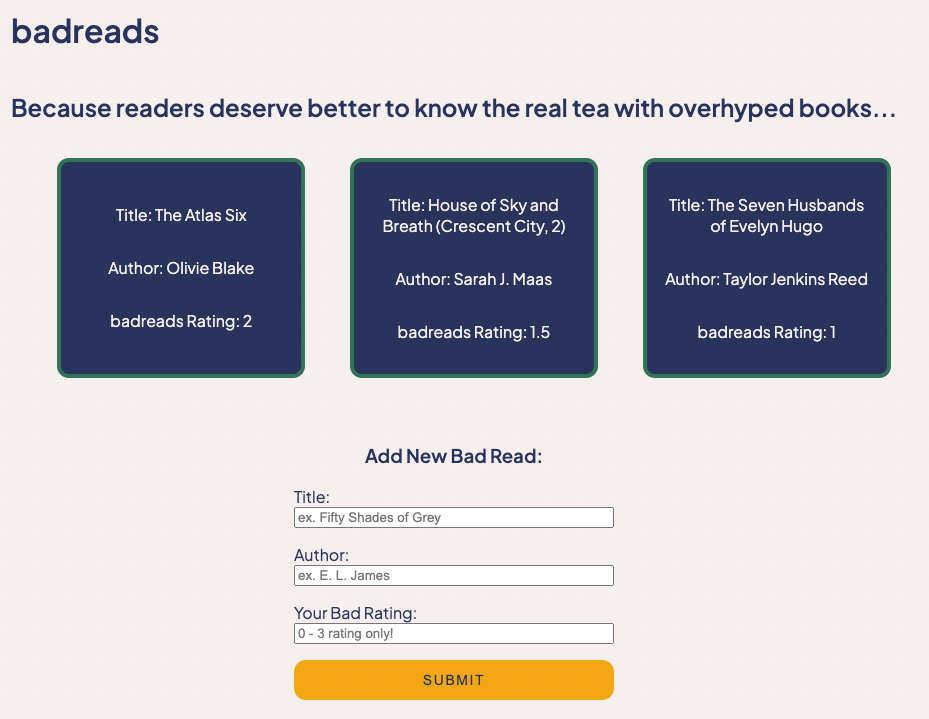 badreads
Because readers deserve better to know the real tea with overhyped books...
Title: The Atlas Six
Author: Olivie Blake
badreads Rating: 2
Title: House of Sky and
Breath (Crescent City, 2)
Author: Sarah J. Maas
badreads Rating: 1.5
Title: The Seven Husbands
of Evelyn Hugo
Author: Taylor Jenkins Reed
badreads Rating: 1
Add New Bad Read:
Title:
ex. Fifty Shades of Grey
Author:
ex. E. L. James
Your Bad Rating:
0 - 3 rating only!
SUBMIT